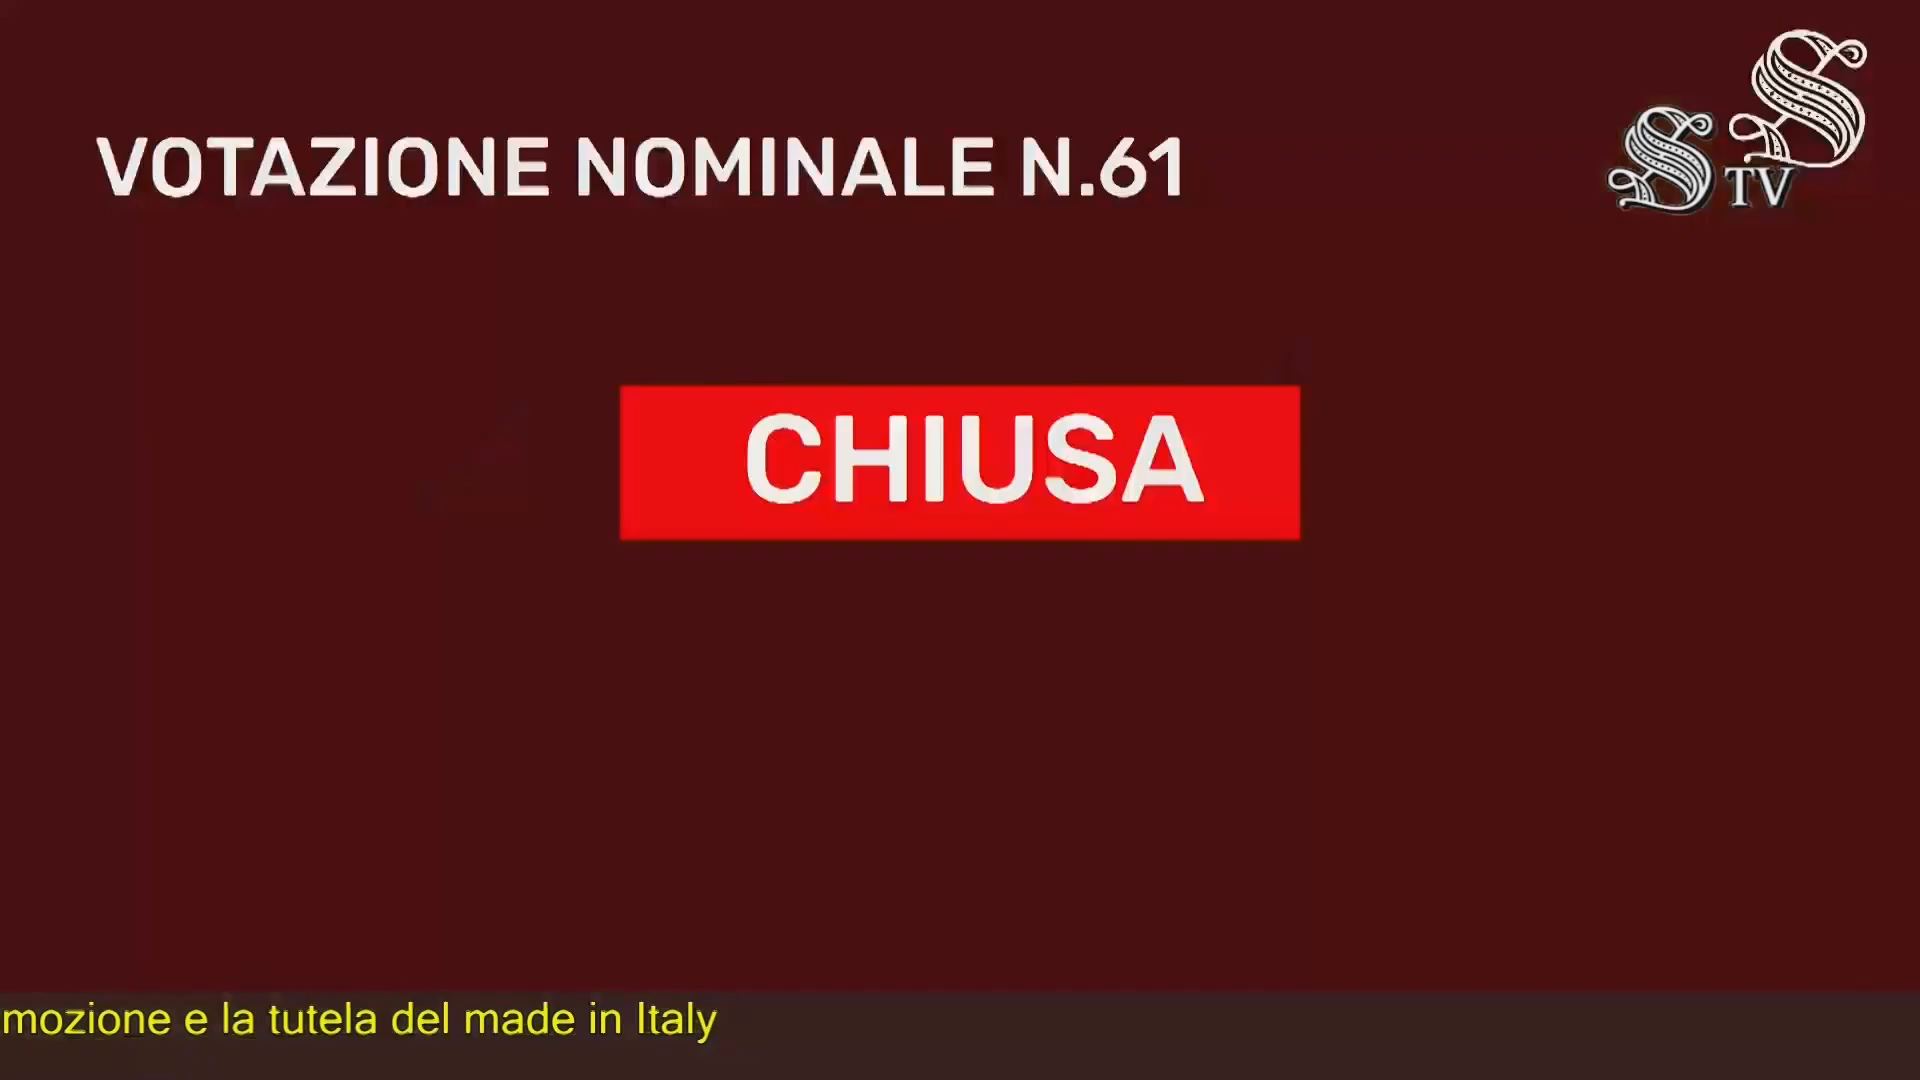 VOTAZIONE NOMINALE N.61
S
S TV
CHIUSA
mozione e la tutela del made in Italy